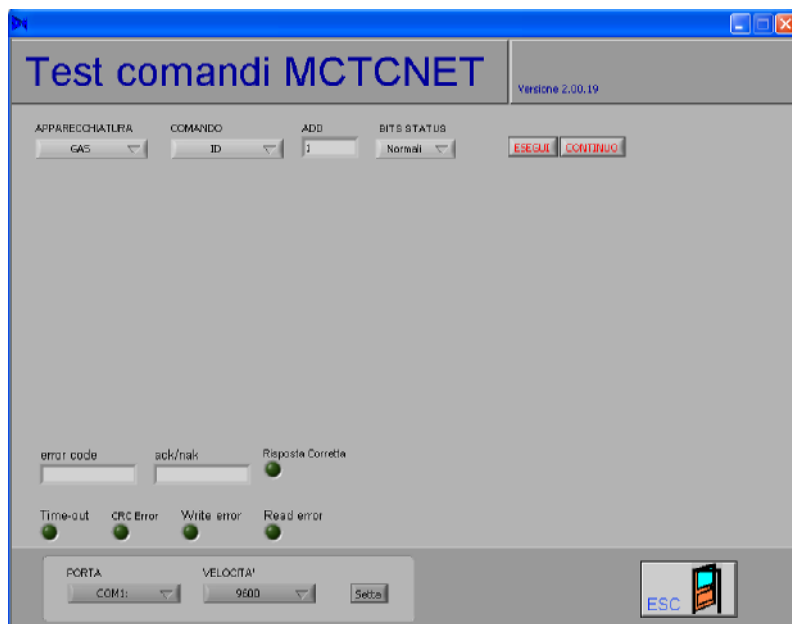 Test comandi MCTCNET
Versione 2.00.19
APPARECCHIATURA COMANDO ADD BITS STATUS
GAS ID 1 Normali ESEGUI CONTINUO
error code ack/nak Risposta Corretta
Time-out CRC Error Write error Read error
PORTA VELOCITA'
COM1: 9600 Setta
ESC